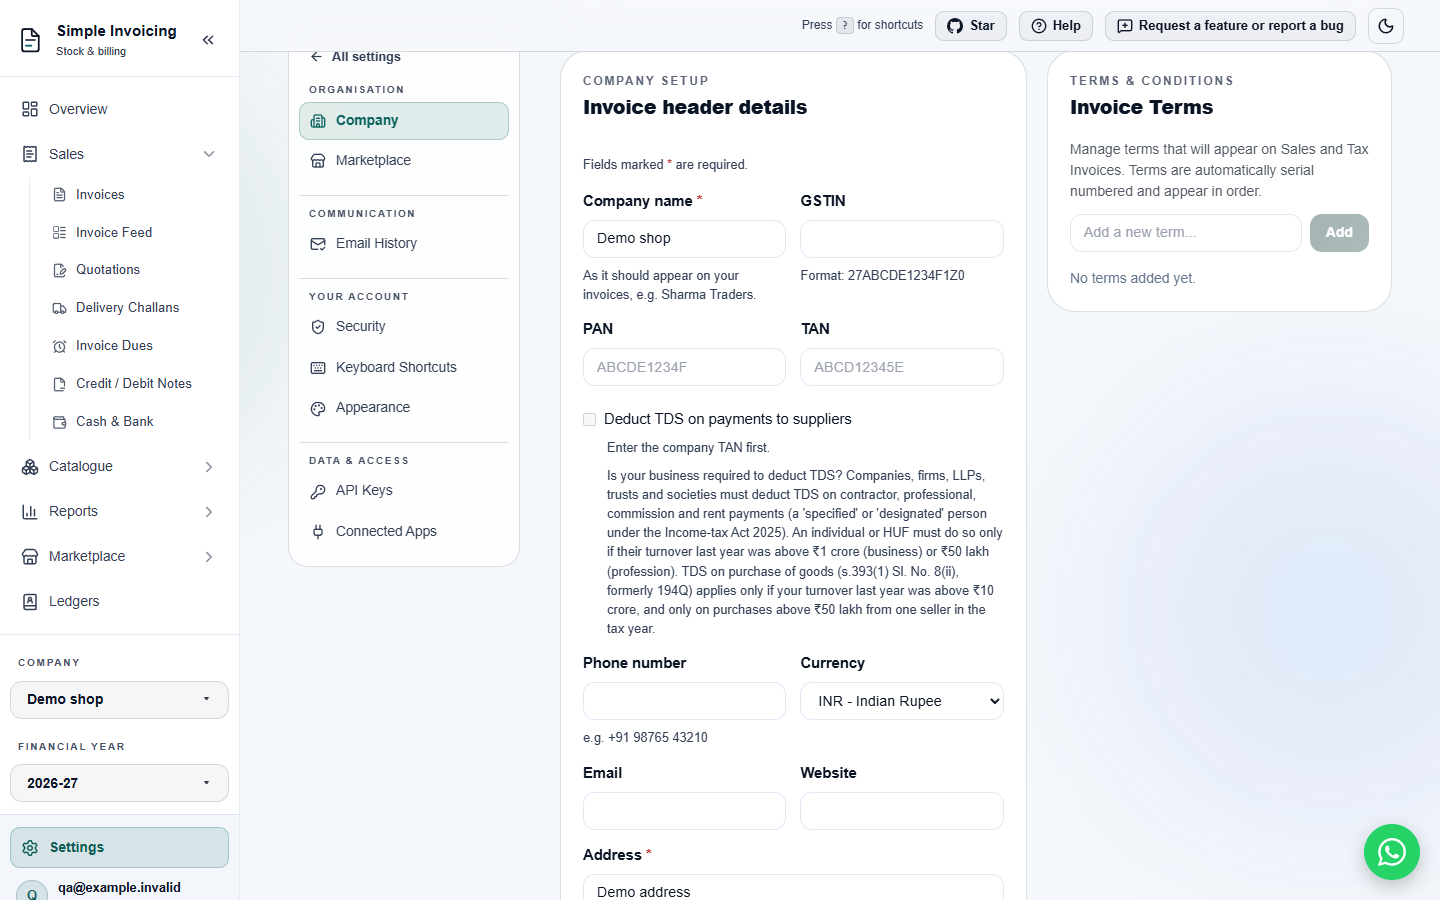 Simple Invoicing
Stock & billing
Overview
Sales
Invoices
Invoice Feed
Quotations
Delivery Challans
Invoice Dues
Credit / Debit Notes
Cash & Bank
Catalogue
Reports
Marketplace
Ledgers
COMPANY
Demo shop
FINANCIAL YEAR
2026-27
Settings
Q
qa@example.invalid
Press ? for shortcuts
Star
Help
Request a feature or report a bug
All settings
ORGANISATION
Company
Marketplace
COMMUNICATION
Email History
YOUR ACCOUNT
Security
Keyboard Shortcuts
Appearance
DATA & ACCESS
API Keys
Connected Apps
COMPANY SETUP
Invoice header details
Fields marked * are required.
Company name *
Demo shop
As it should appear on your
invoices, e.g. Sharma Traders.
GSTIN
Format: 27ABCDE1234F1Z0
PAN
ABCDE1234F
TAN
ABCD12345E
Deduct TDS on payments to suppliers
Enter the company TAN first.
Is your business required to deduct TDS? Companies, firms, LLPs,
trusts and societies must deduct TDS on contractor, professional,
commission and rent payments (a 'specified' or 'designated' person
under the Income-tax Act 2025). An individual or HUF must do so only
if their turnover last year was above ₹1 crore (business) or ₹50 lakh
(profession). TDS on purchase of goods (s.393(1) Sl. No. 8(ii),
formerly 194Q) applies only if your turnover last year was above ₹10
crore, and only on purchases above ₹50 lakh from one seller in the
tax year.
Phone number
e.g. +91 98765 43210
Currency
INR - Indian Rupee
Email
Website
Address *
Demo address
TERMS & CONDITIONS
Invoice Terms
Manage terms that will appear on Sales and Tax
Invoices. Terms are automatically serial
numbered and appear in order.
Add a new term...
Add
No terms added yet.